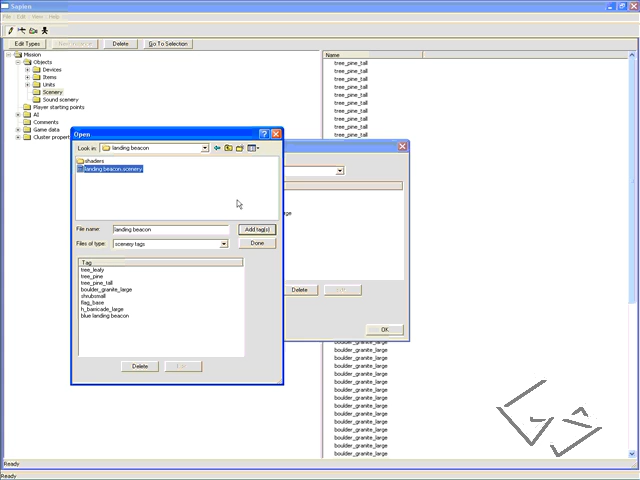 Sapien
File Edit View Help
Edit Types
Delete
Go To Selection
Mission
Objects
Devices
Items
Units
Scenery
Sound scenery
Player starting points
AI
Comments
Game data
Cluster properties
Name
tree_pine_tall
tree_pine_tall
tree_pine_tall
tree_pine_tall
tree_pine_tall
tree_pine_tall
tree_pine_tall
tree_pine_tall
tree_pine_tall
tree_pine_tall
Open
Look in:
landing beacon
shaders
landing beacon.scenery
File name:
landing beacon
Add tag(s)
Files of type:
scenery tags
Done
Tag
tree_leafy
tree_pine
tree_pine_tall
boulder_granite_large
shrubsmall
flag_base
h_barricade_large
blue landing beacon
Delete
Edit
ge
Delete
Edit
OK
boulder_granite_large
boulder_granite_large
boulder_granite_large
boulder_granite_large
boulder_granite_large
boulder_granite_large
boulder_granite_large
boulder_granite_large
boulder_granite_large
boulder_granite_large
boulder_granite_large
boulder_granite_large
boulder_granite_large
boulder_granite_large
Ready
Ready